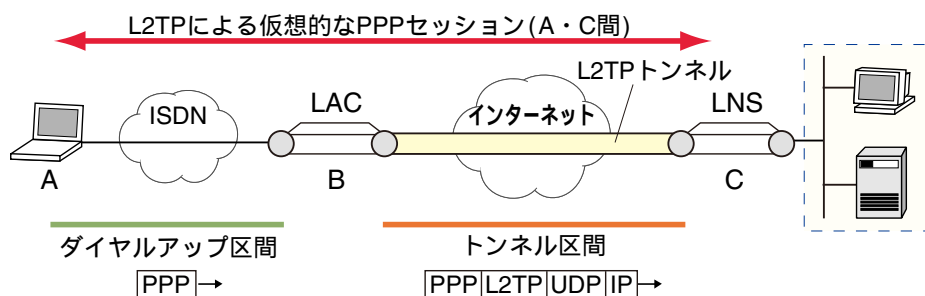 L2TPによる仮想的なPPPセッション(A・C間)
L2TPトンネル
ISDN
LAC
インターネット
LNS
A
B
C
ダイヤルアップ区間
トンネル区間
PPP
PPP L2TP UDP IP